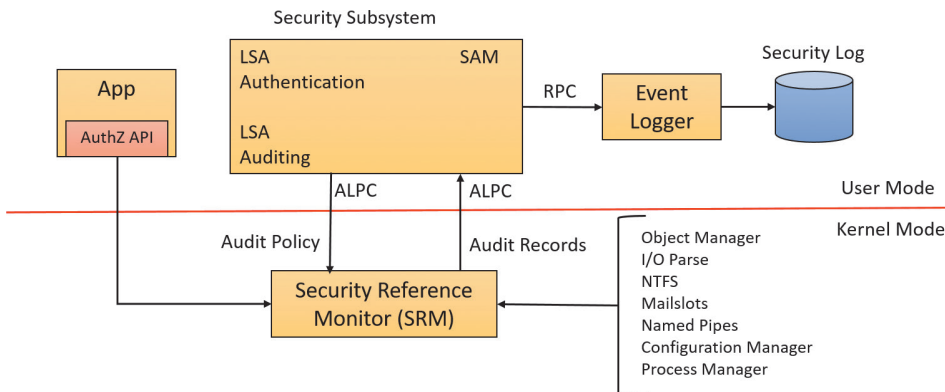 Security Subsystem
App
AuthZ API
LSA
Authentication
SAM
LSA
Auditing
RPC
Event
Logger
Security Log
ALPC
ALPC
User Mode
Kernel Mode
Audit Policy
Audit Records
Security Reference
Monitor (SRM)
Object Manager
I/O Parse
NTFS
Mailslots
Named Pipes
Configuration Manager
Process Manager